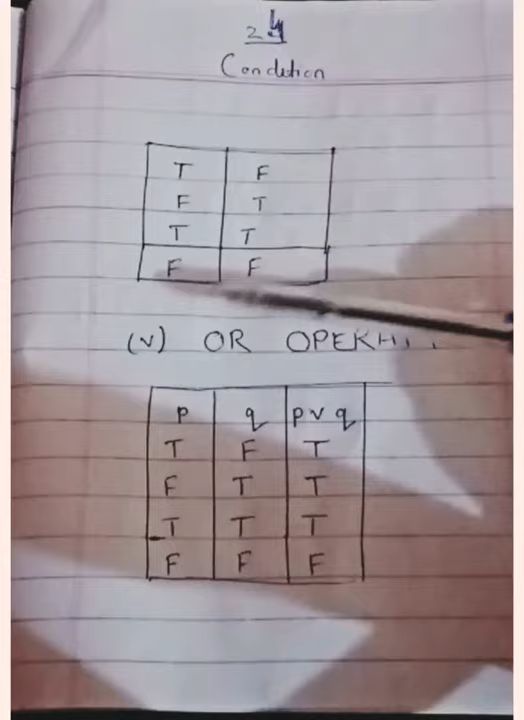 24
Condition
T F
F T
T T
F F
(v) OR
p q p v q
T F T
F T T
T T T
F F F